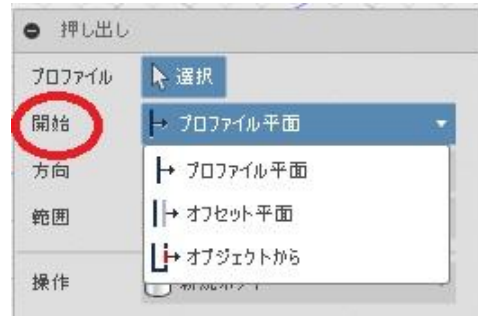 押し出し
プロファイル 選択
開始 プロファイル平面
方向 プロファイル平面
範囲 オフセット平面
オブジェクトから
操作